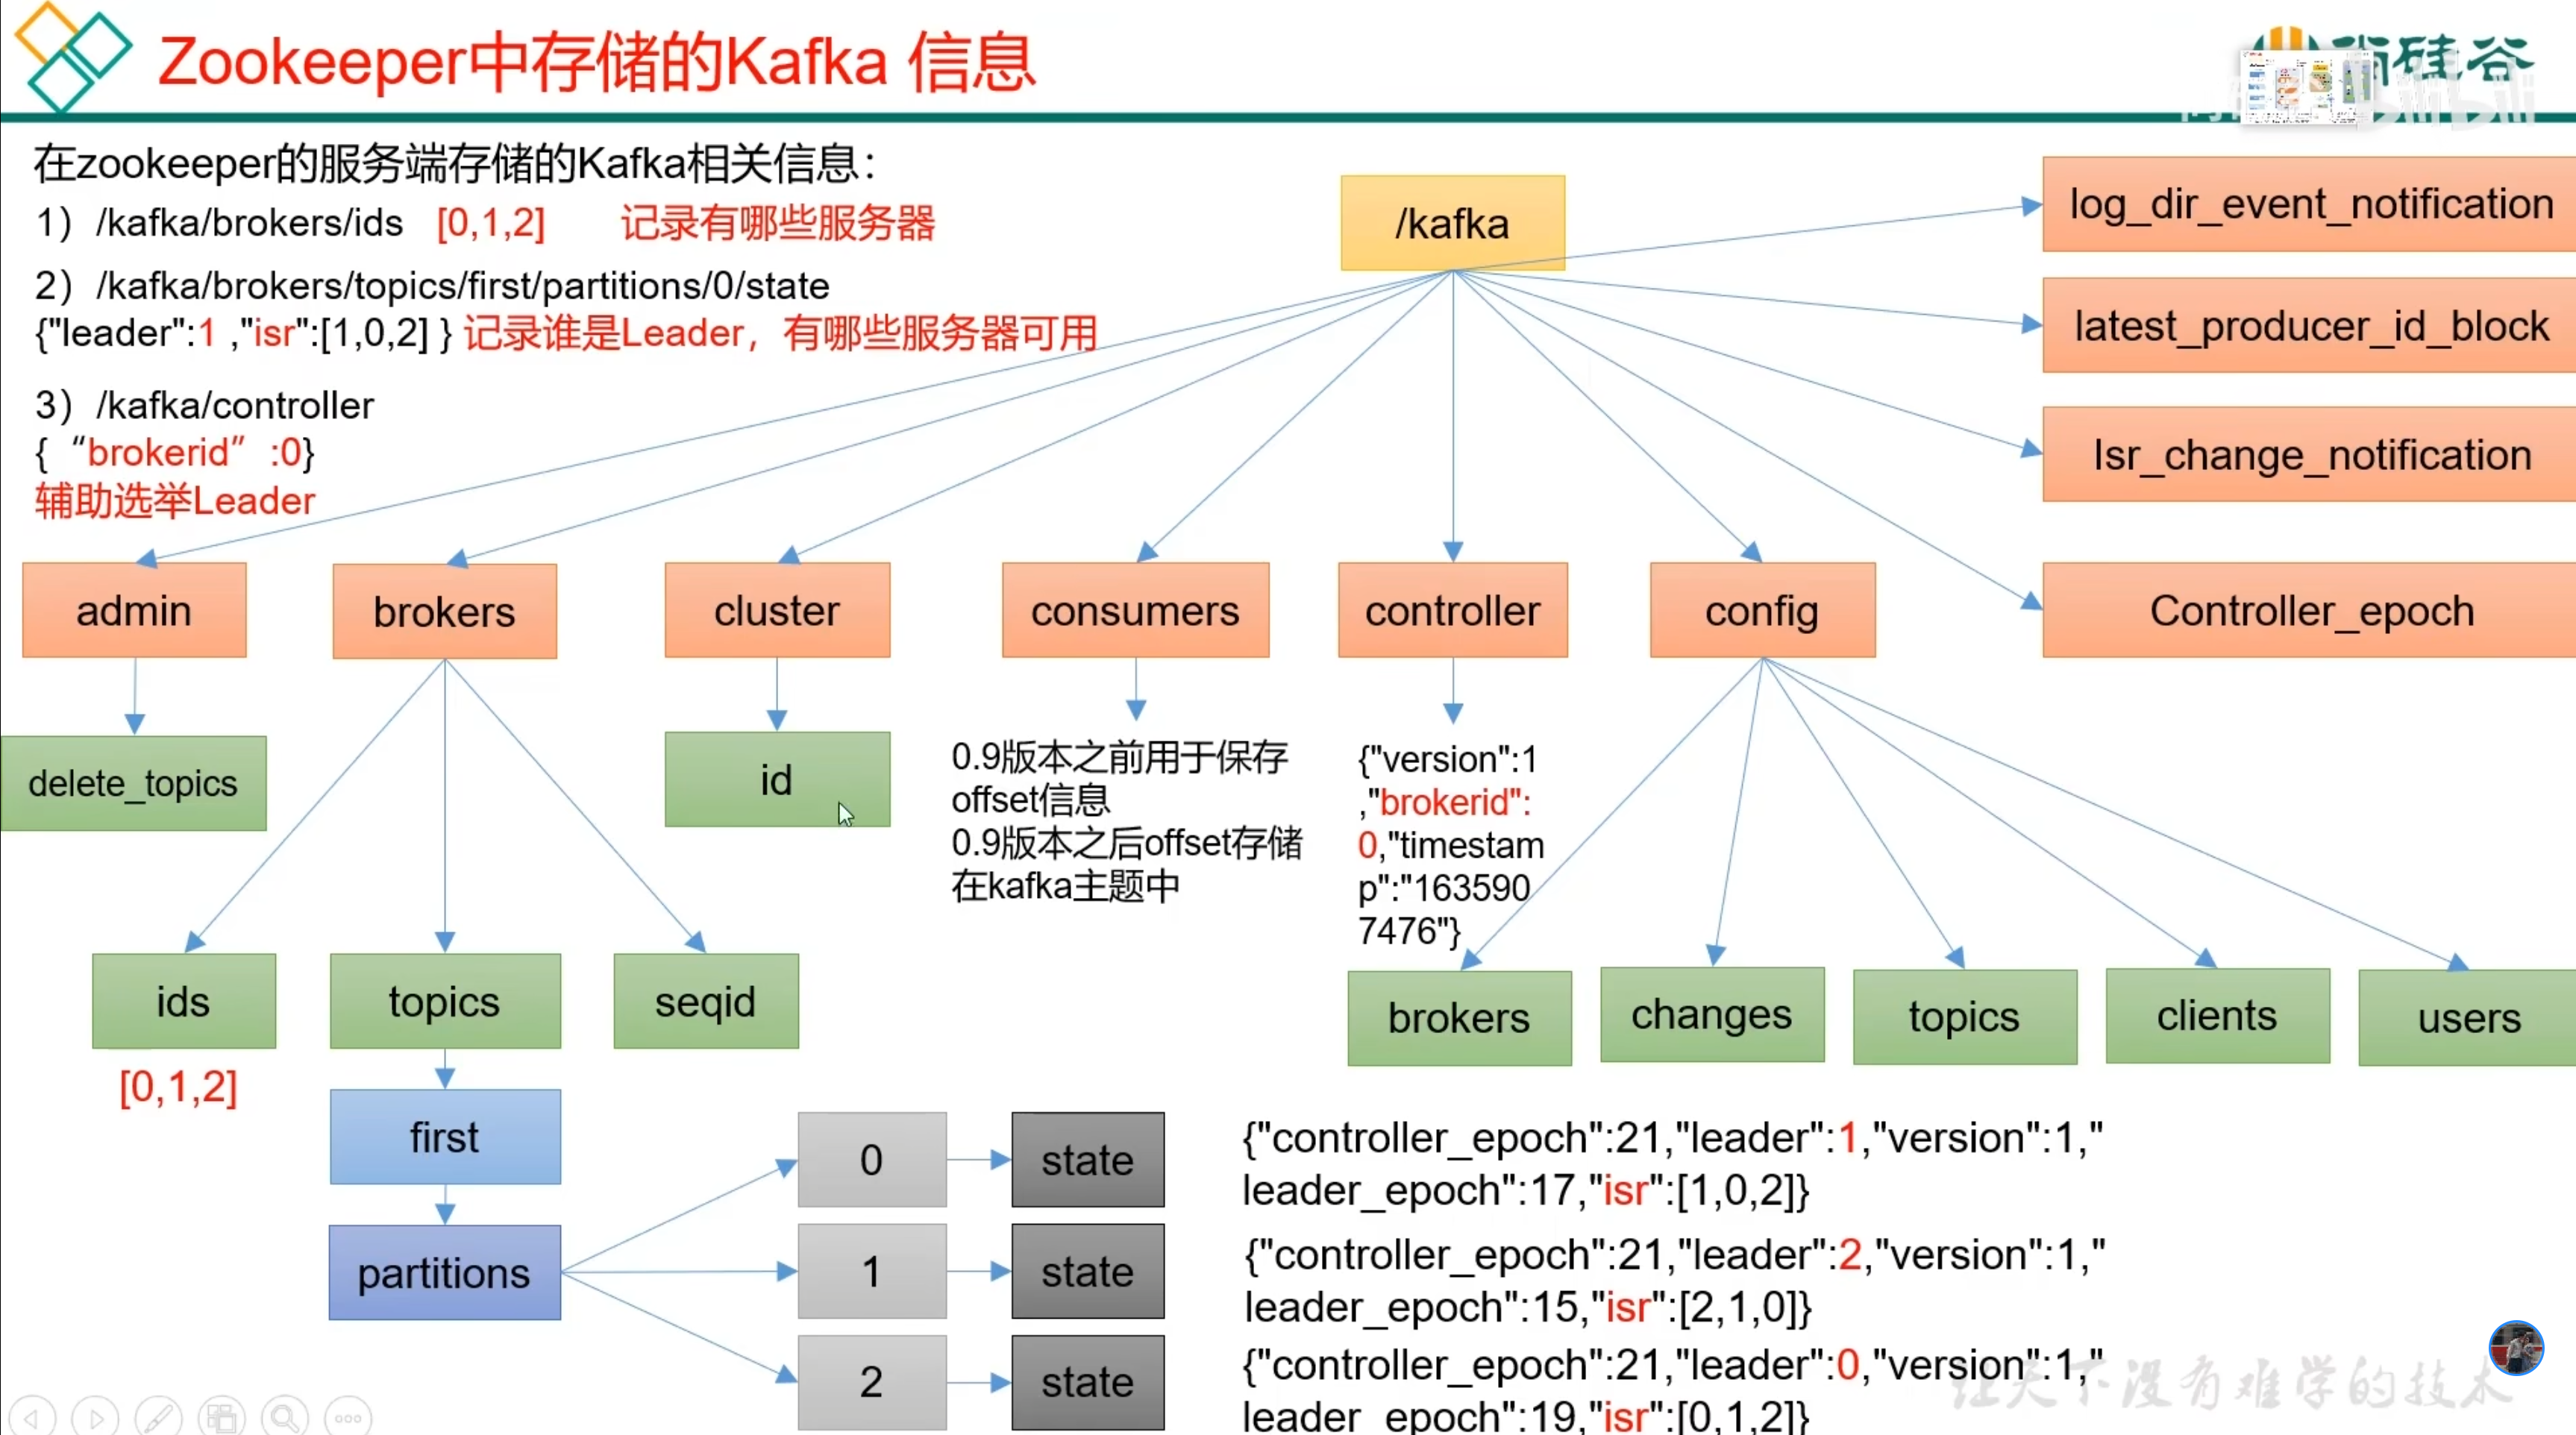 Zookeeper中存储的Kafka 信息
尚硅谷
bilibili
在zookeeper的服务端存储的Kafka相关信息：
1）/kafka/brokers/ids [0,1,2] 记录有哪些服务器
2）/kafka/brokers/topics/first/partitions/0/state
{"leader":1 ,"isr":[1,0,2] } 记录谁是Leader，有哪些服务器可用
3）/kafka/controller
{ “brokerid” :0}
辅助选举Leader
/kafka
log_dir_event_notification
latest_producer_id_block
Isr_change_notification
admin
brokers
cluster
consumers
controller
config
Controller_epoch
delete_topics
id
0.9版本之前用于保存
offset信息
0.9版本之后offset存储
在kafka主题中
{"version":1
,"brokerid":
0,"timestam
p":"163590
7476"}
ids
topics
seqid
brokers
changes
topics
clients
users
[0,1,2]
first
partitions
0
state
1
state
2
state
{"controller_epoch":21,"leader":1,"version":1,"
leader_epoch":17,"isr":[1,0,2]}
{"controller_epoch":21,"leader":2,"version":1,"
leader_epoch":15,"isr":[2,1,0]}
{"controller_epoch":21,"leader":0,"version":1,"
leader_epoch":19,"isr":[0,1,2]}
让天下没有难学的技术